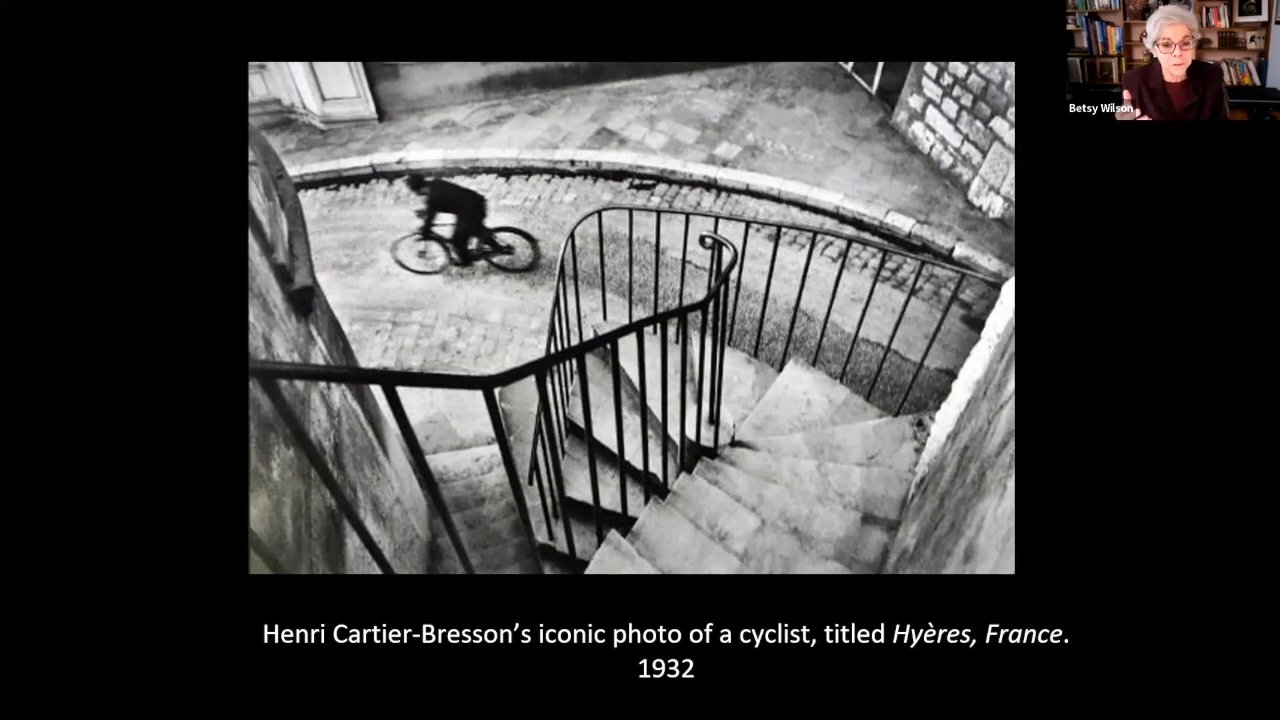 Betsy Wilson
Henri Cartier-Bresson’s iconic photo of a cyclist, titled Hyères, France.
1932